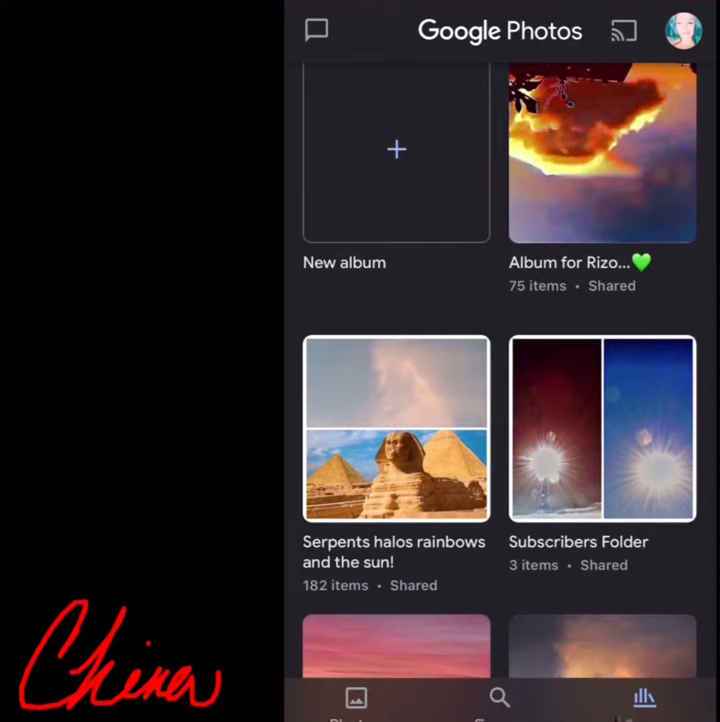 Google Photos
New album
Album for Rizo...💚
75 items • Shared
Serpents halos rainbows
and the sun!
182 items • Shared
Subscribers Folder
3 items • Shared